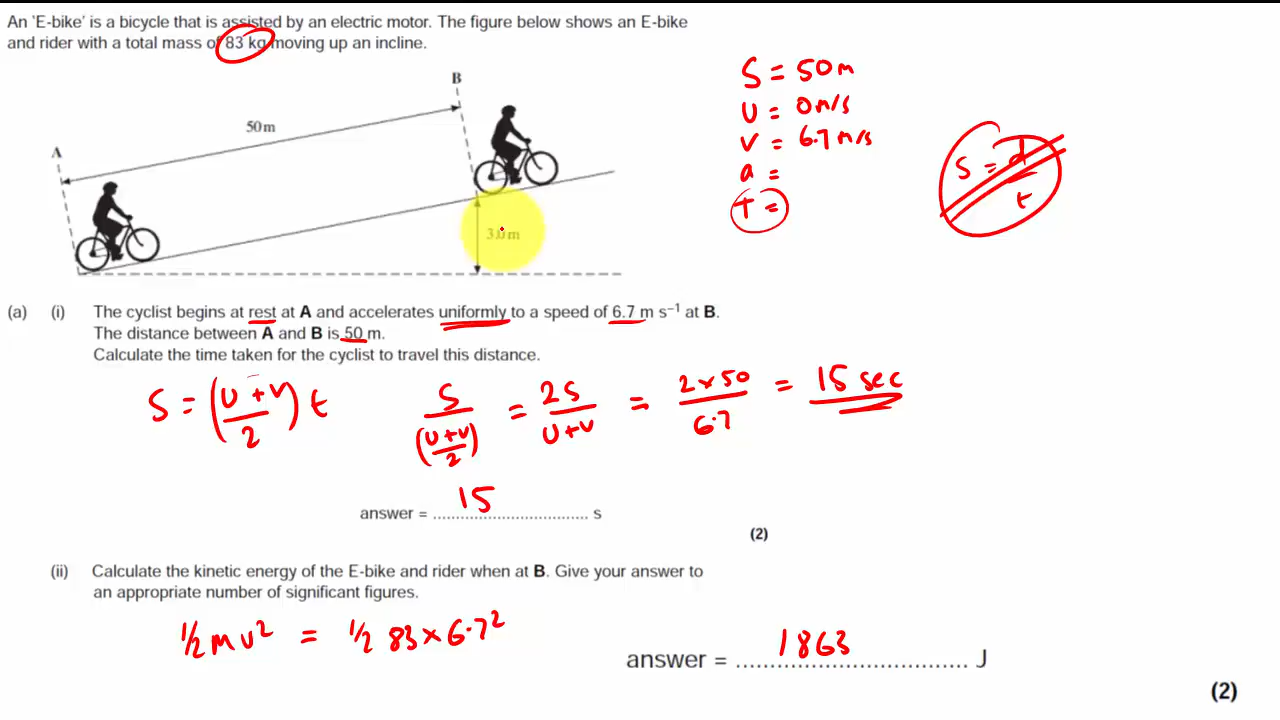 An 'E-bike' is a bicycle that is assisted by an electric motor. The figure below shows an E-bike
and rider with a total mass of 83 kg moving up an incline.
B
50 m
A
3.0 m
S = 50m
U = 0m/s
V = 6.7m/s
a =
T =
S = d/t
(a) (i) The cyclist begins at rest at A and accelerates uniformly to a speed of 6.7 m s⁻¹ at B.
The distance between A and B is 50 m.
Calculate the time taken for the cyclist to travel this distance.
S = (U+V/2) t   S/(U+V/2) = 2S/U+V = 2×50/6.7 = 15 sec
answer = 15 s
(2)
(ii) Calculate the kinetic energy of the E-bike and rider when at B. Give your answer to
an appropriate number of significant figures.
1/2 mv² = 1/2 83×6.7²
answer = 1863 J
(2)